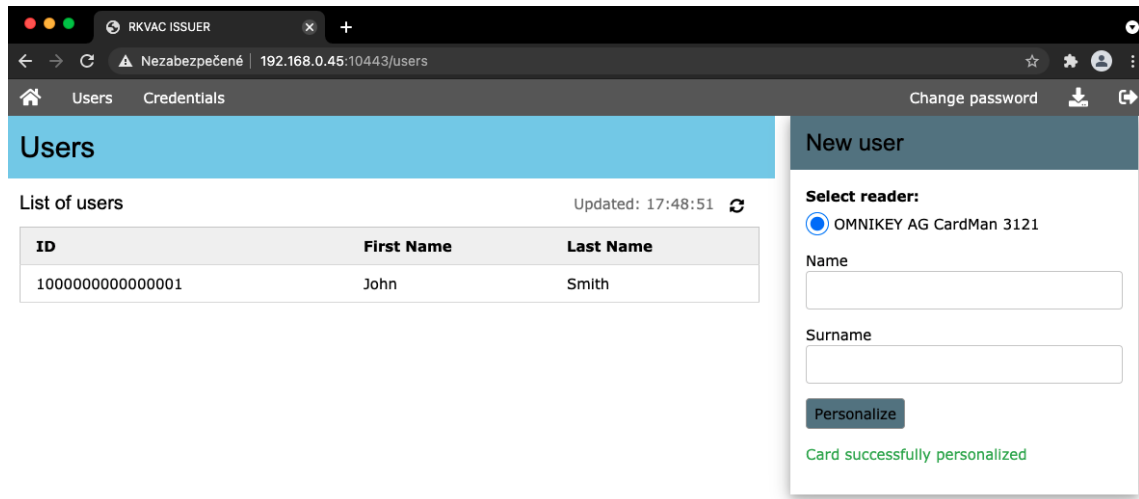 RKVAC ISSUER
Nezabezpečené | 192.168.0.45:10443/users
Users Credentials Change password
Users
List of users Updated: 17:48:51
ID First Name Last Name
1000000000000001 John Smith
New user
Select reader:
OMNIKEY AG CardMan 3121
Name
Surname
Personalize
Card successfully personalized